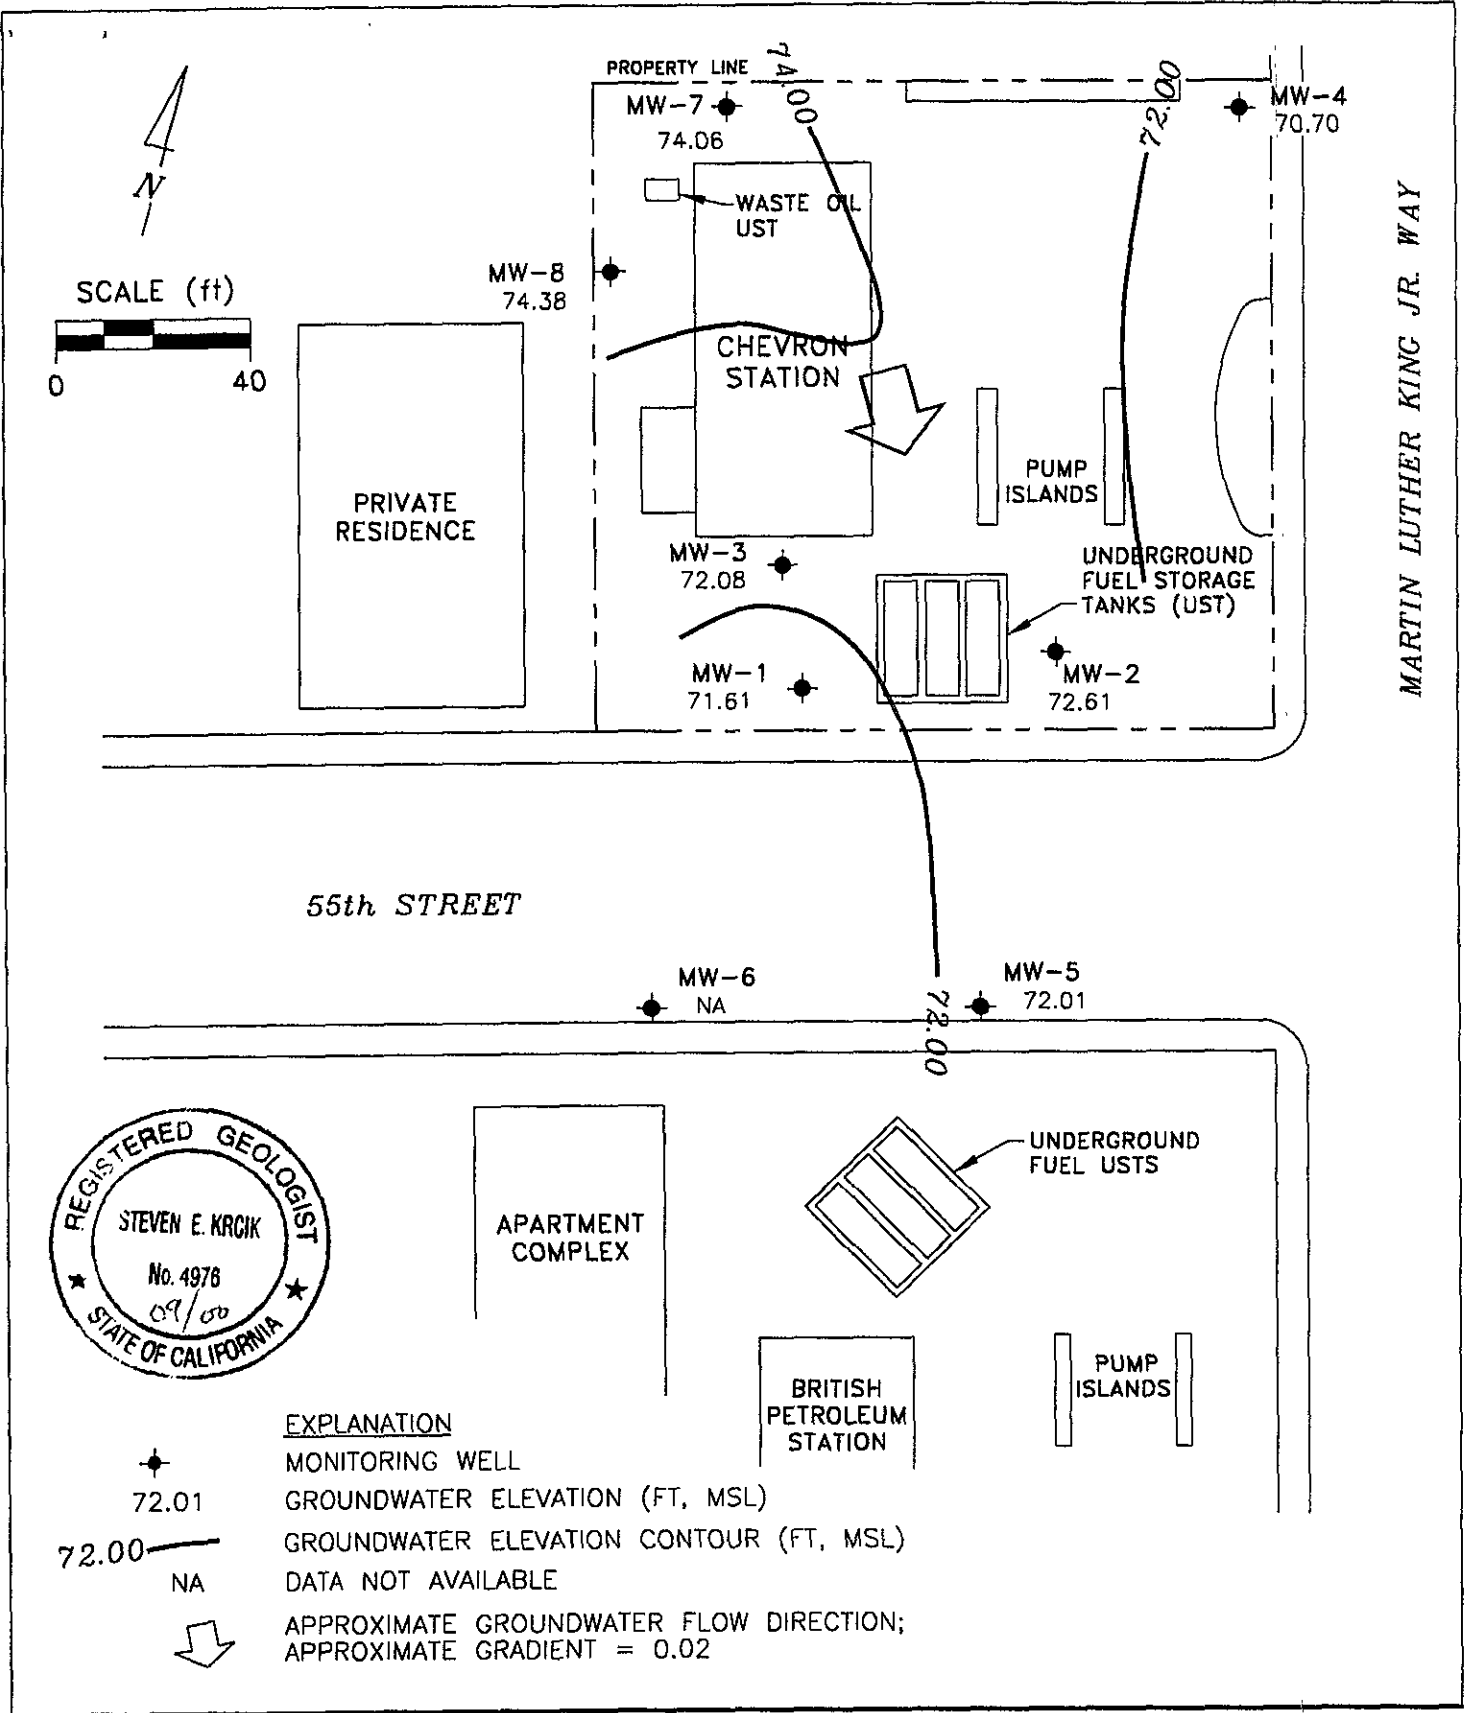 PROPERTY LINE
74.00
72.00
MW-7
74.06
MW-4
70.70
N
WASTE OIL
UST
MW-8
74.38
SCALE (ft)
0 40
CHEVRON
STATION
MARTIN LUTHER KING JR. WAY
PRIVATE
RESIDENCE
PUMP
ISLANDS
MW-3
72.08
UNDERGROUND
FUEL STORAGE
TANKS (UST)
MW-1
71.61
MW-2
72.61
55th STREET
MW-6
NA
MW-5
72.01
72.00
UNDERGROUND
FUEL USTS
REGISTERED GEOLOGIST
STEVEN E. KRCIK
No. 4976
09/00
★ STATE OF CALIFORNIA ★
APARTMENT
COMPLEX
BRITISH
PETROLEUM
STATION
PUMP
ISLANDS
EXPLANATION
MONITORING WELL
72.01 GROUNDWATER ELEVATION (FT, MSL)
72.00 GROUNDWATER ELEVATION CONTOUR (FT, MSL)
NA DATA NOT AVAILABLE
APPROXIMATE GROUNDWATER FLOW DIRECTION;
APPROXIMATE GRADIENT = 0.02